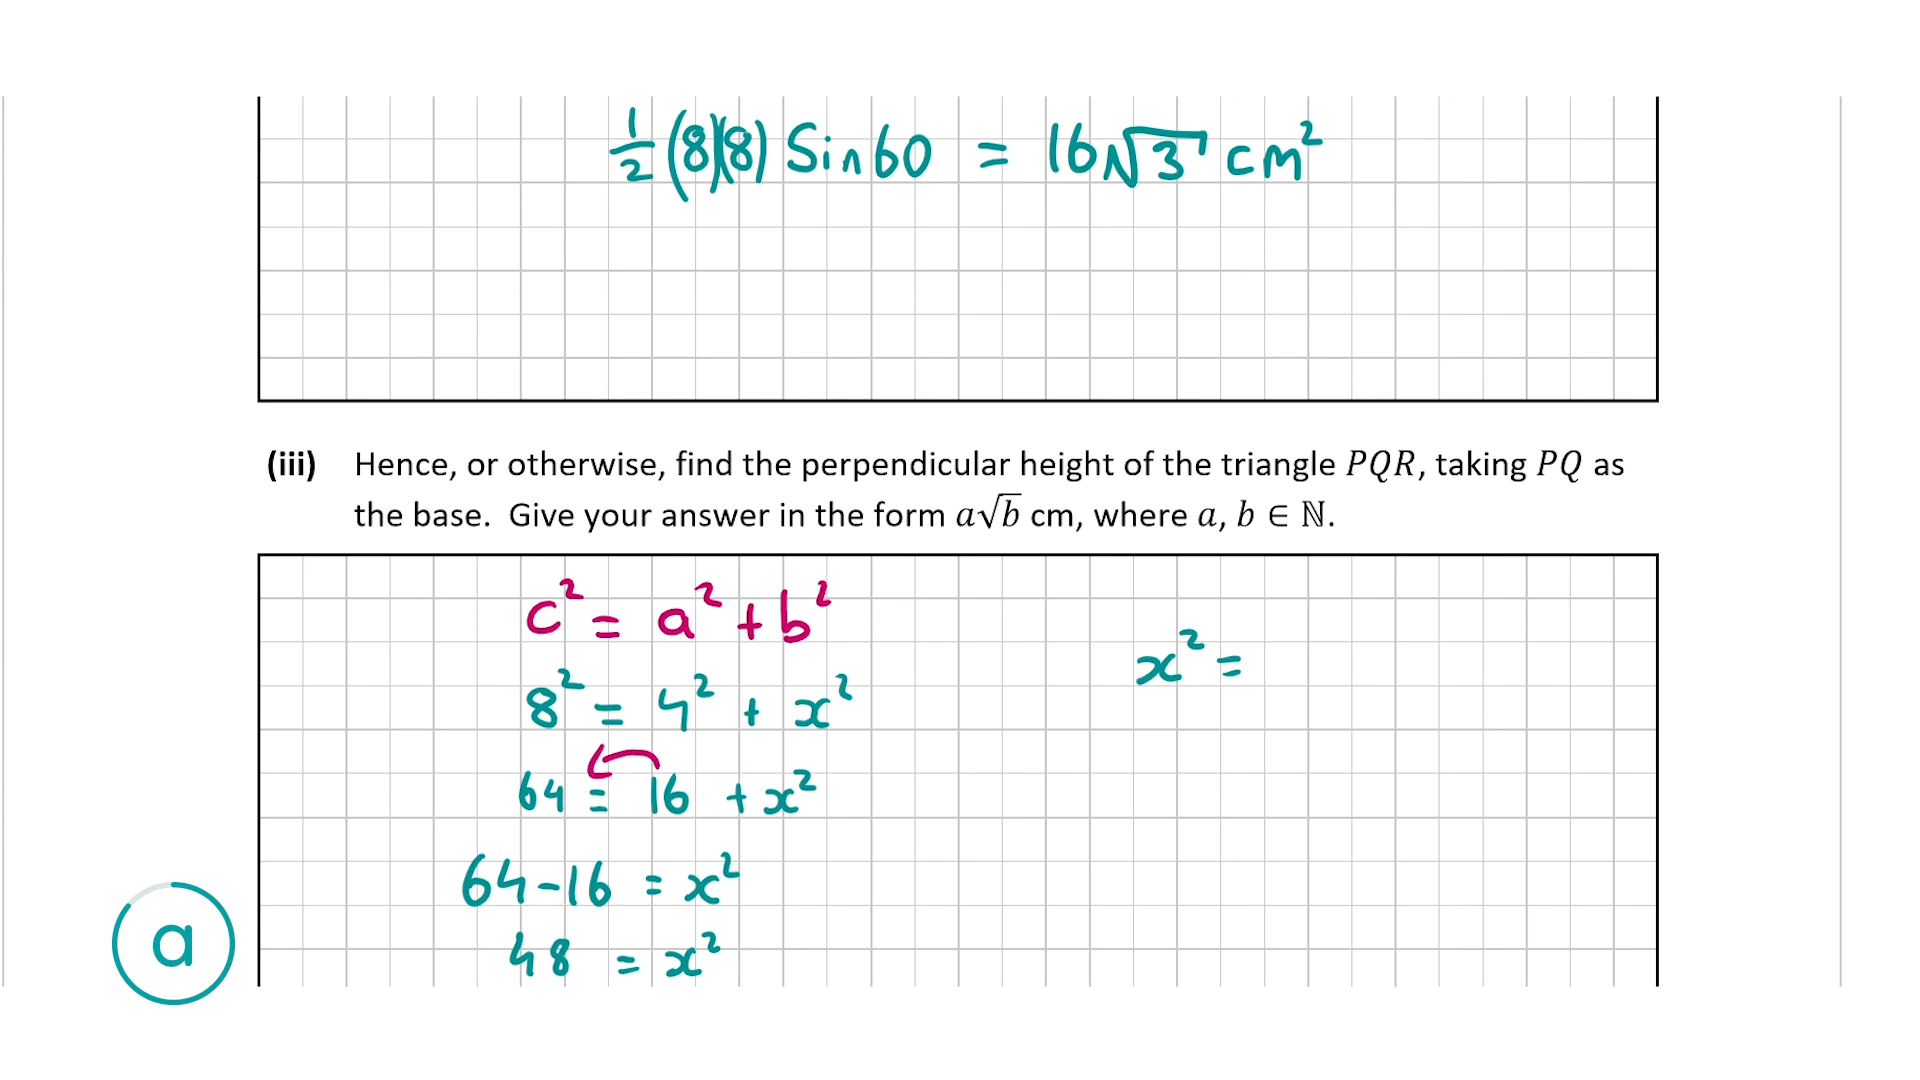 ½ (8)(8) Sin60 = 16√3 cm²
(iii) Hence, or otherwise, find the perpendicular height of the triangle PQR, taking PQ as
the base. Give your answer in the form a√b cm, where a, b ∈ ℕ.
c² = a² + b²
8² = 4² + x²
64 = 16 + x²
64-16 = x²
48 = x²
x² =
a